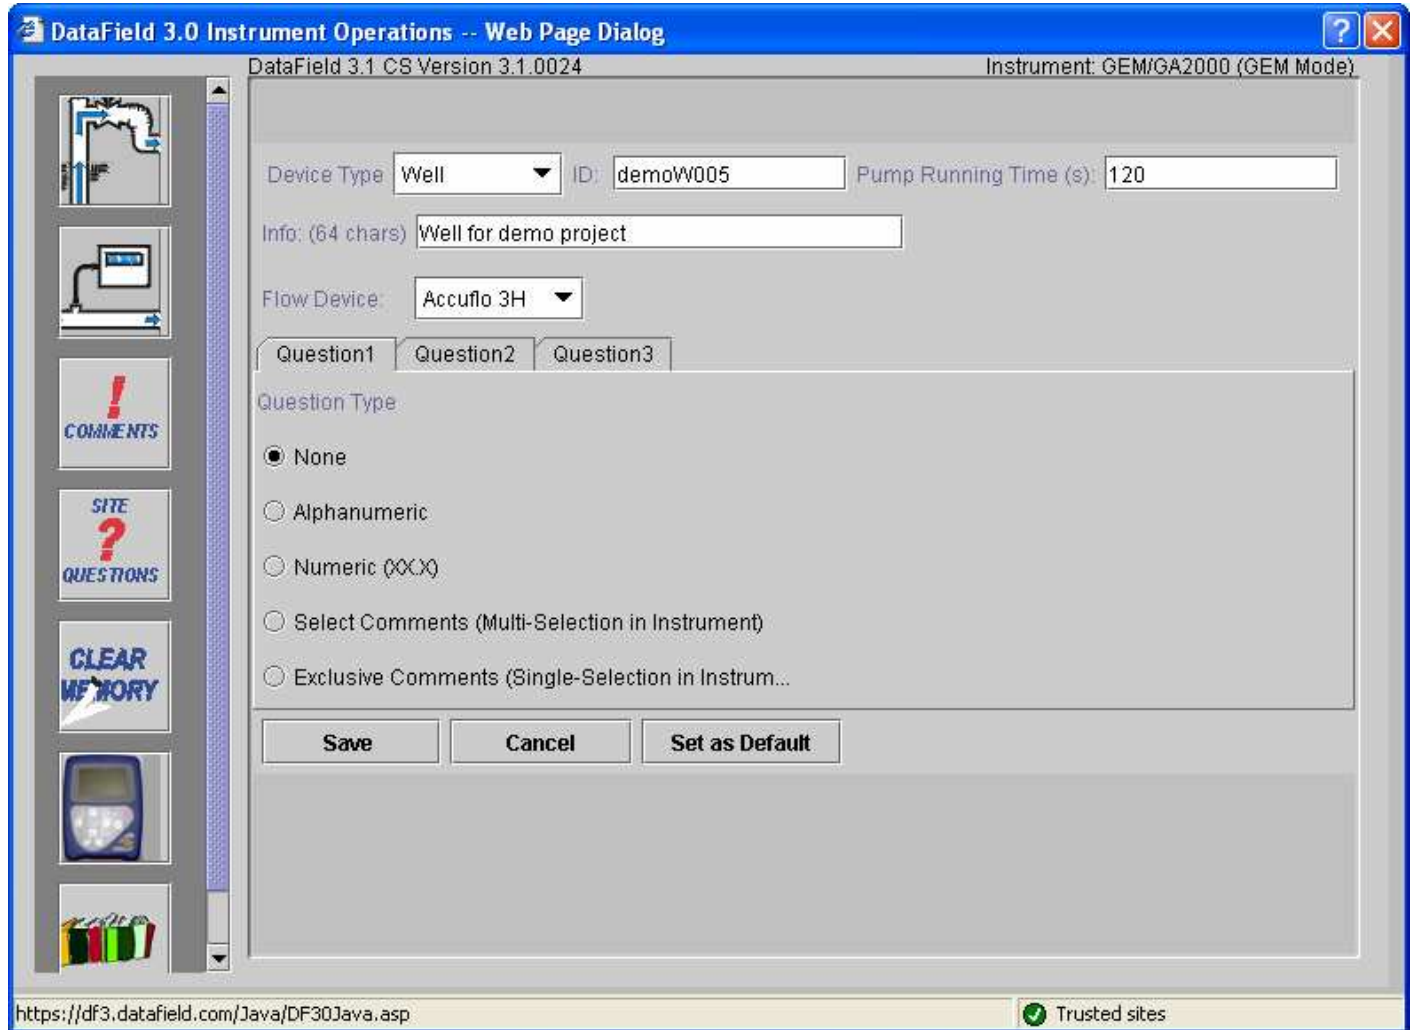 DataField 3.0 Instrument Operations -- Web Page Dialog
DataField 3.1 CS Version 3.1.0024 Instrument: GEM/GA2000 (GEM Mode)
Device Type Well ID: demoW005 Pump Running Time (s): 120
Info: (64 chars) Well for demo project
Flow Device: Accuflo 3H
Question1 Question2 Question3
Question Type
None
Alphanumeric
Numeric (XX.X)
Select Comments (Multi-Selection in Instrument)
Exclusive Comments (Single-Selection in Instrum...
Save Cancel Set as Default
!
COMMENTS
SITE
?
QUESTIONS
CLEAR
MEMORY
https://df3.datafield.com/Java/DF30Java.asp Trusted sites